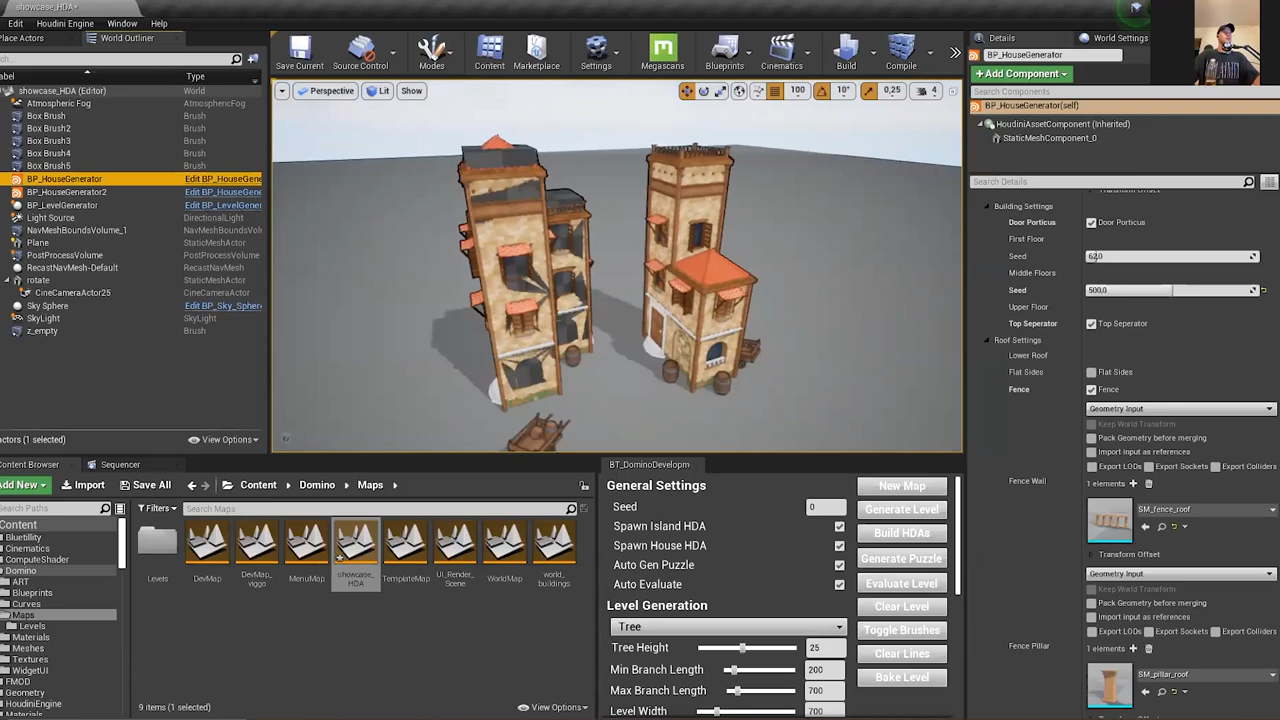 showcase_HDA*
Edit Houdini Engine Window Help
Place Actors World Outliner
Label Type
showcase_HDA (Editor) World
Atmospheric Fog AtmosphericFog
Box Brush Brush
Box Brush2 Brush
Box Brush3 Brush
Box Brush4 Brush
Box Brush5 Brush
BP_HouseGenerator Edit BP_HouseGene
BP_HouseGenerator2 Edit BP_HouseGene
BP_LevelGenerator Edit BP_LevelGener
Light Source DirectionalLight
NavMeshBoundsVolume_1 NavMeshBoundsVolum
Plane StaticMeshActor
PostProcessVolume PostProcessVolume
RecastNavMesh-Default RecastNavMesh
rotate StaticMeshActor
CineCameraActor25 CineCameraActor
Sky Sphere Edit BP_Sky_Sphere
SkyLight SkyLight
z_empty Brush
actors (1 selected) View Options
Save Current Source Control Modes Content Marketplace Settings Megascans Blueprints Cinematics Build Compile
Perspective Lit Show 100 10° 0,25 4
Content Browser Sequencer
Add New Import Save All Content Domino Maps
Search Paths Filters Search Maps
Content
Bluetility
Cinematics
ComputeShader
Domino
ART
Blueprints
Curves
Maps
Levels
Materials
Meshes
Textures
WidgetUI
FMOD
Geometry
HoudiniEngine
Levels DevMap DevMap_viggo MenuMap showcase_HDA TemplateMap UI_Render_Scene WorldMap world_buildings
9 items (1 selected) View Options
BT_DominoDevelopm
General Settings
Seed 0
Spawn Island HDA
Spawn House HDA
Auto Gen Puzzle
Auto Evaluate
Level Generation
Tree
Tree Height 25
Min Branch Length 200
Max Branch Length 700
Level Width 700
New Map
Generate Level
Build HDAs
Generate Puzzle
Evaluate Level
Clear Level
Toggle Brushes
Clear Lines
Bake Level
Details World Settings
BP_HouseGenerator
+ Add Component
Search Components
BP_HouseGenerator(self)
HoudiniAssetComponent (Inherited)
StaticMeshComponent_0
Search Details
Transform Offset
Building Settings
Door Porticus Door Porticus
First Floor
Seed 62,0
Middle Floors
Seed 500,0
Upper Floor
Top Seperator Top Seperator
Roof Settings
Lower Roof
Flat Sides Flat Sides
Fence Fence
Geometry Input
Keep World Transform
Pack Geometry before merging
Import input as references
Export LODs Export Sockets Export Colliders
Fence Wall 1 elements
SM_fence_roof
Transform Offset
Geometry Input
Keep World Transform
Pack Geometry before merging
Import input as references
Export LODs Export Sockets Export Colliders
Fence Pillar 1 elements
SM_pillar_roof